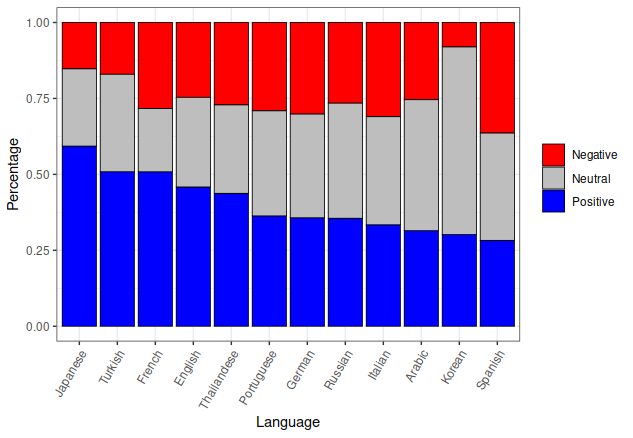 1.00
0.75
0.50
0.25
0.00
Percentage
Japanese
Turkish
French
English
Thailandese
Portuguese
German
Russian
Italian
Arabic
Korean
Spanish
Language
Negative
Neutral
Positive